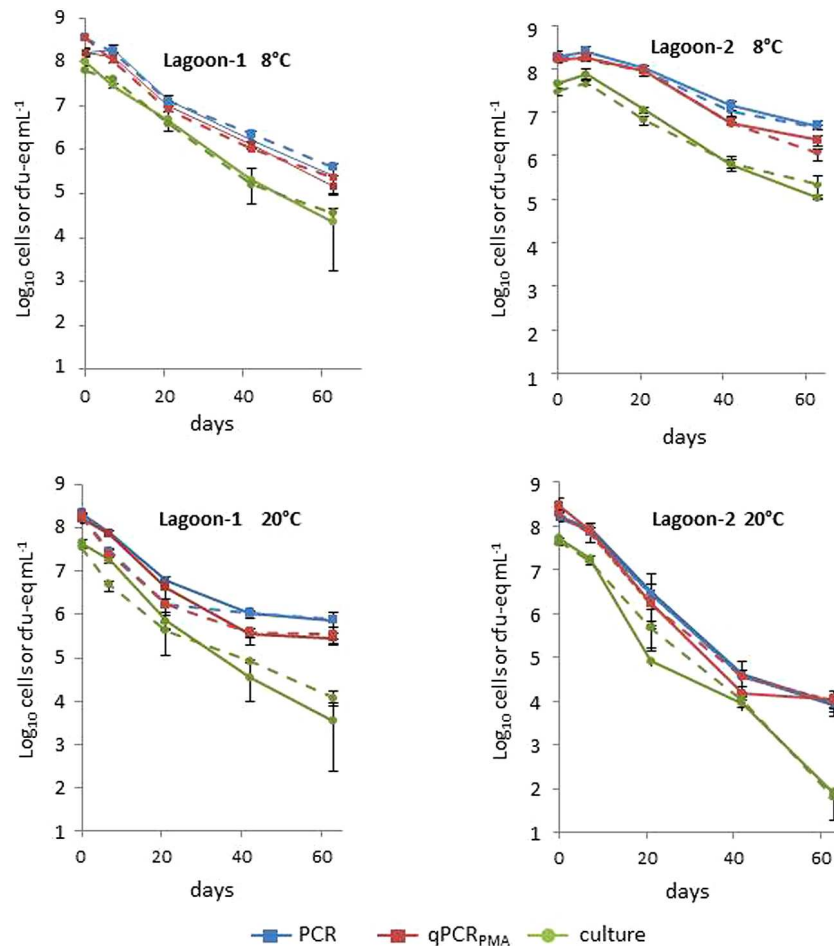 Lagoon-1 8°C
Log10 cells or cfu-eq mL-1
9
8
7
6
5
4
3
2
1
0 20 40 60
days
Lagoon-2 8°C
Log10 cells or cfu-eq mL-1
9
8
7
6
5
4
3
2
1
0 20 40 60
days
Lagoon-1 20°C
Log10 cells or cfu-eq mL-1
9
8
7
6
5
4
3
2
1
0 20 40 60
days
Lagoon-2 20°C
Log10 cells or cfu-eq mL-1
9
8
7
6
5
4
3
2
1
0 20 40 60
days
PCR qPCRPMA culture